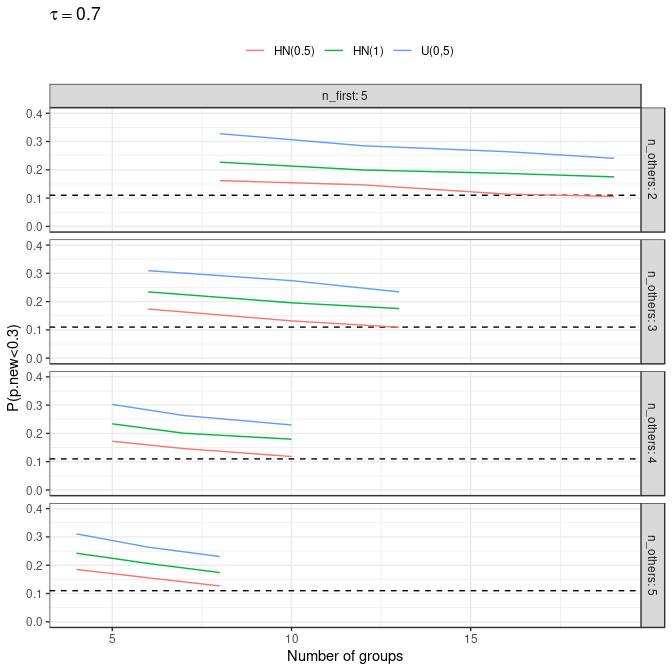 τ = 0.7
HN(0.5) HN(1) U(0,5)
n_first: 5
0.4
0.3
0.2
0.1
0.0
n_others: 2
0.4
0.3
0.2
0.1
0.0
n_others: 3
0.4
0.3
0.2
0.1
0.0
n_others: 4
0.4
0.3
0.2
0.1
0.0
n_others: 5
P(p.new<0.3)
5 10 15
Number of groups